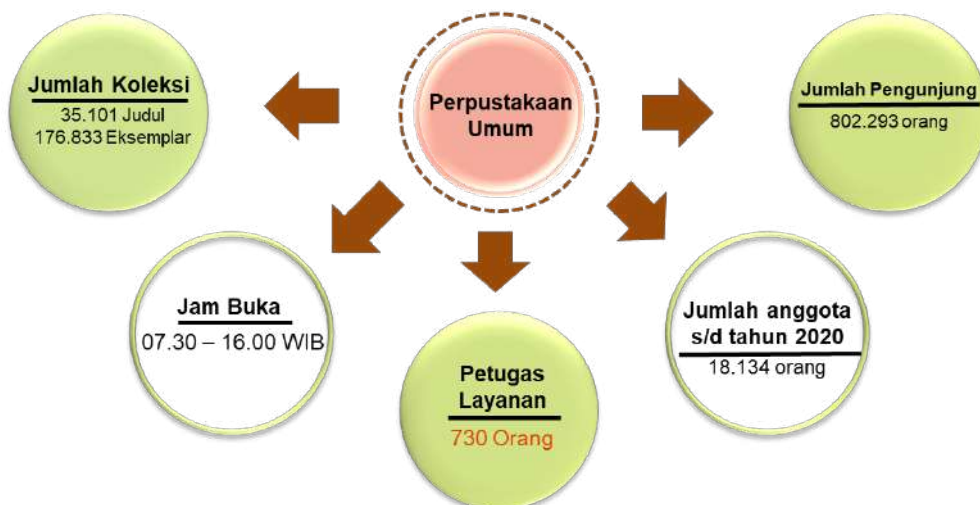 Perpustakaan
Umum
Jumlah Koleksi
35.101 Judul
176.833 Eksemplar
Jumlah Pengunjung
802.293 orang
Jam Buka
07.30 – 16.00 WIB
Petugas
Layanan
730 Orang
Jumlah anggota
s/d tahun 2020
18.134 orang